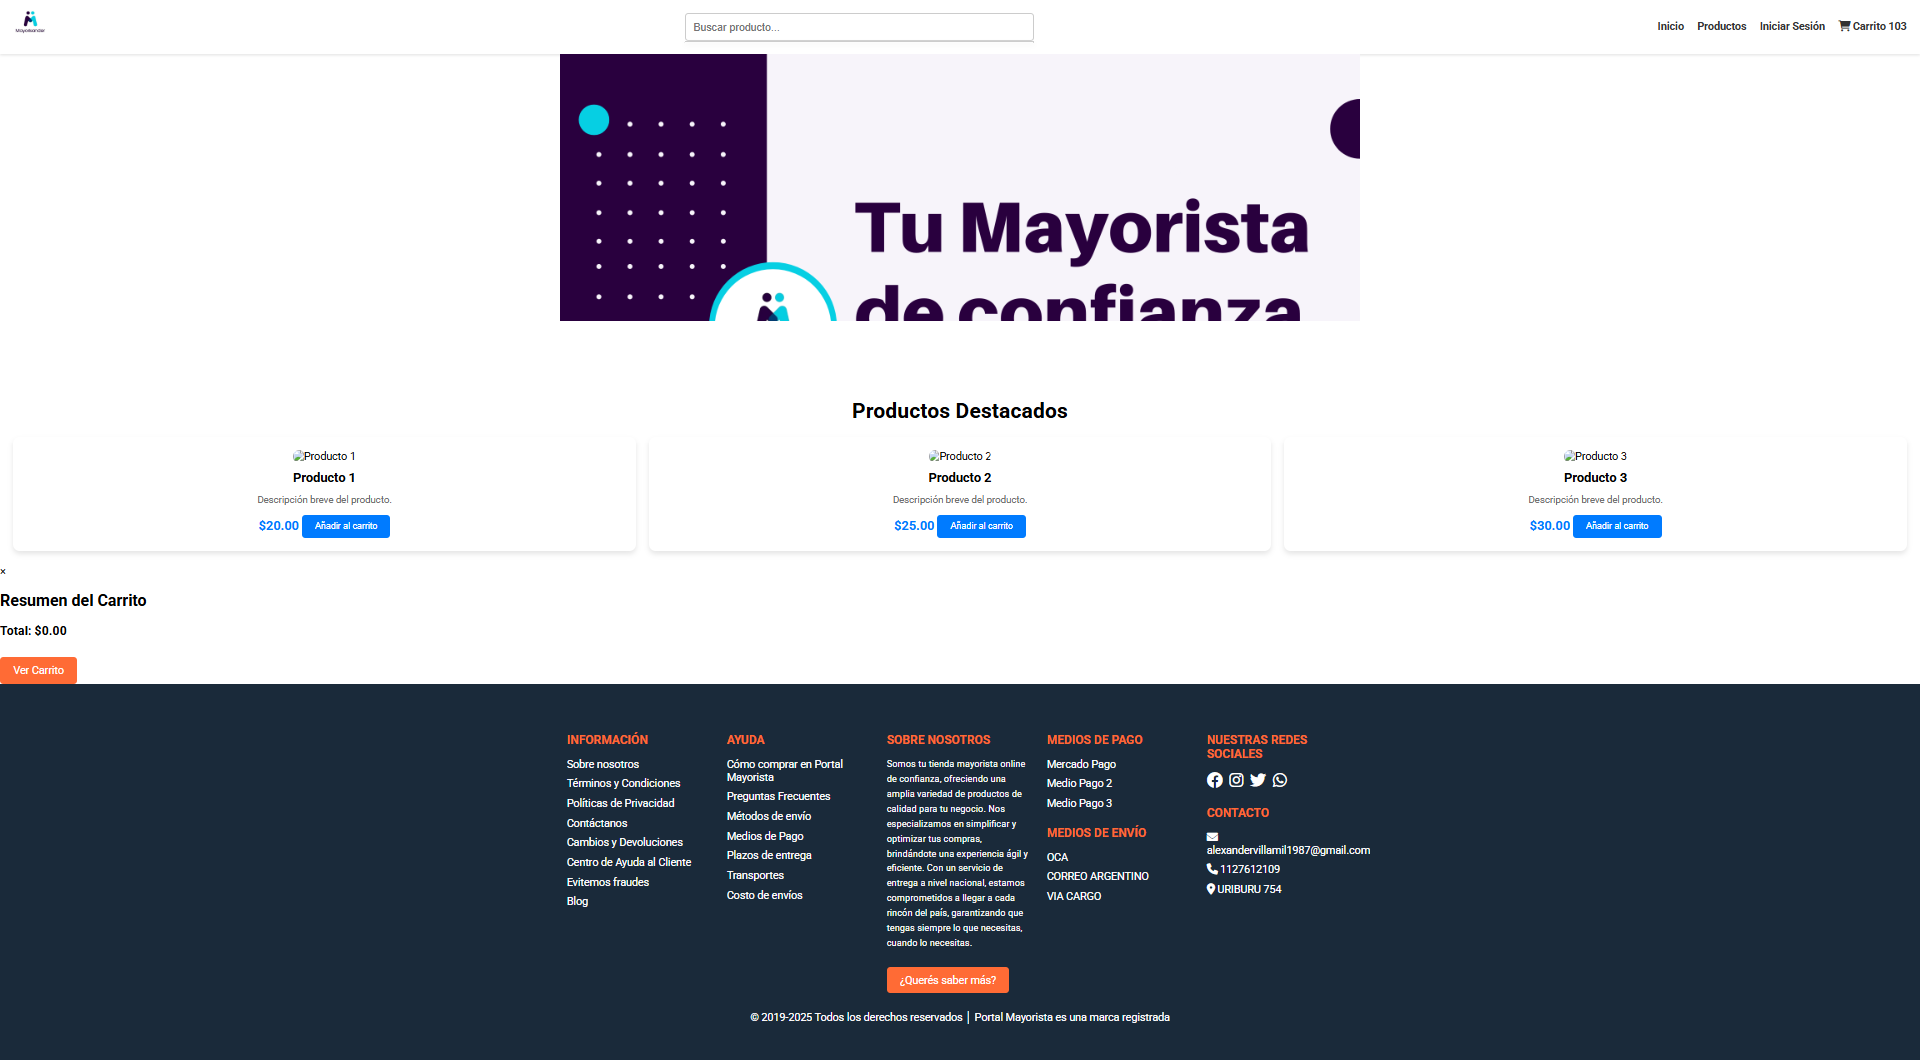 Mayorisander
Buscar producto...
Inicio
Productos
Iniciar Sesión
Carrito 103
Tu Mayorista
de confianza
Productos Destacados
Producto 1
Producto 1
Descripción breve del producto.
$20.00 Añadir al carrito
Producto 2
Producto 2
Descripción breve del producto.
$25.00 Añadir al carrito
Producto 3
Producto 3
Descripción breve del producto.
$30.00 Añadir al carrito
×
Resumen del Carrito
Total: $0.00
Ver Carrito
INFORMACIÓN
Sobre nosotros
Términos y Condiciones
Políticas de Privacidad
Contáctanos
Cambios y Devoluciones
Centro de Ayuda al Cliente
Evitemos fraudes
Blog
AYUDA
Cómo comprar en Portal
Mayorista
Preguntas Frecuentes
Métodos de envío
Medios de Pago
Plazos de entrega
Transportes
Costo de envíos
SOBRE NOSOTROS
Somos tu tienda mayorista online
de confianza, ofreciendo una
amplia variedad de productos de
calidad para tu negocio. Nos
especializamos en simplificar y
optimizar tus compras,
brindándote una experiencia ágil y
eficiente. Con un servicio de
entrega a nivel nacional, estamos
comprometidos a llegar a cada
rincón del país, garantizando que
tengas siempre lo que necesitas,
cuando lo necesitas.
¿Querés saber más?
MEDIOS DE PAGO
Mercado Pago
Medio Pago 2
Medio Pago 3
MEDIOS DE ENVÍO
OCA
CORREO ARGENTINO
VIA CARGO
NUESTRAS REDES
SOCIALES
CONTACTO
alexandervillamil1987@gmail.com
1127612109
URIBURU 754
© 2019-2025 Todos los derechos reservados | Portal Mayorista es una marca registrada